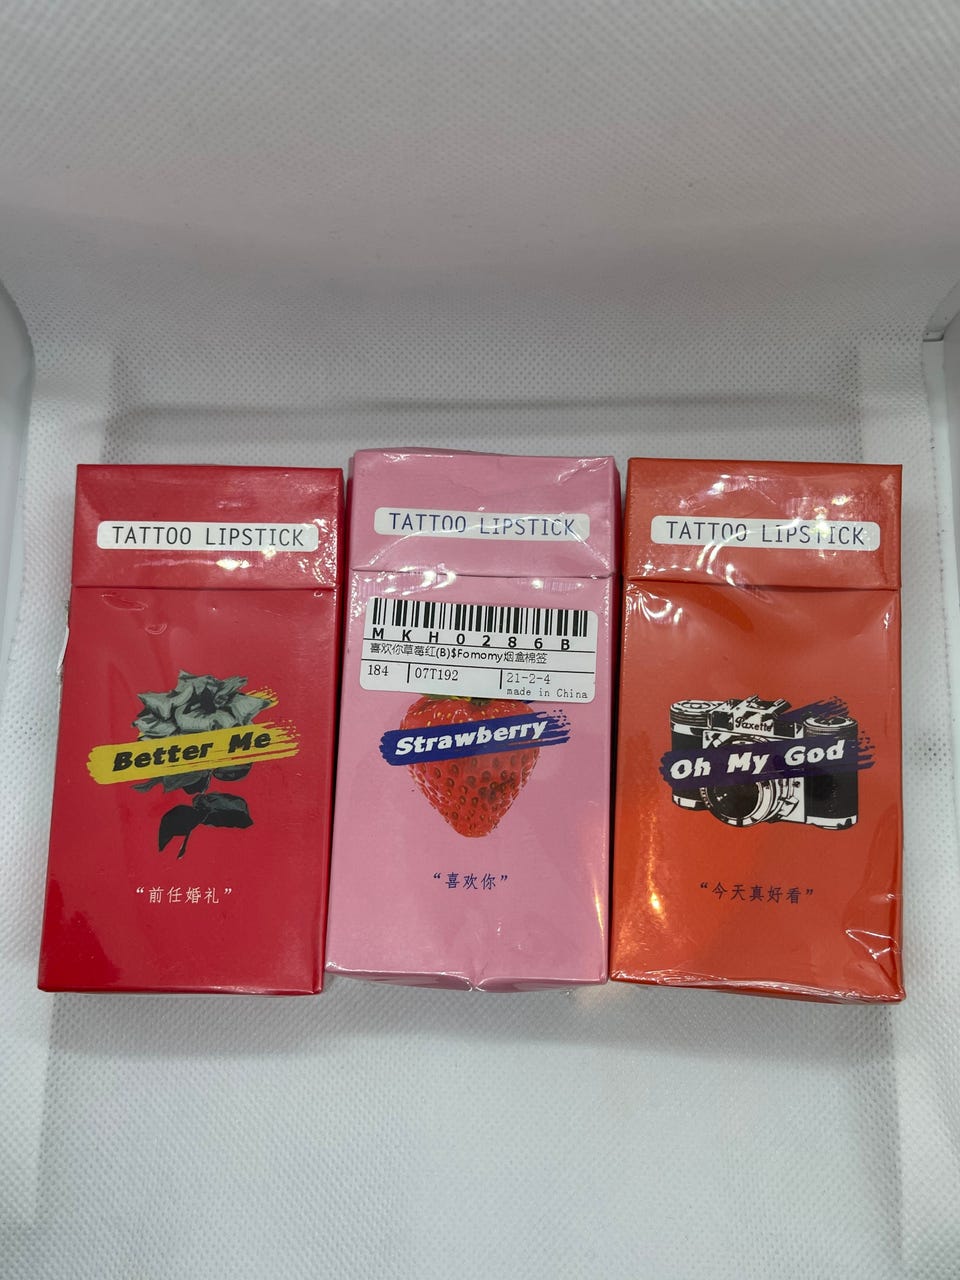 TATTOO LIPSTICK
Better Me
“前任婚礼”
TATTOO LIPSTICK
MKH0286B
喜欢你草莓红(B)$Fomomy烟盒棉签
184
07T192
21-2-4
made in China
Strawberry
“喜欢你”
TATTOO LIPSTICK
Saxette
Oh My God
“今天真好看”